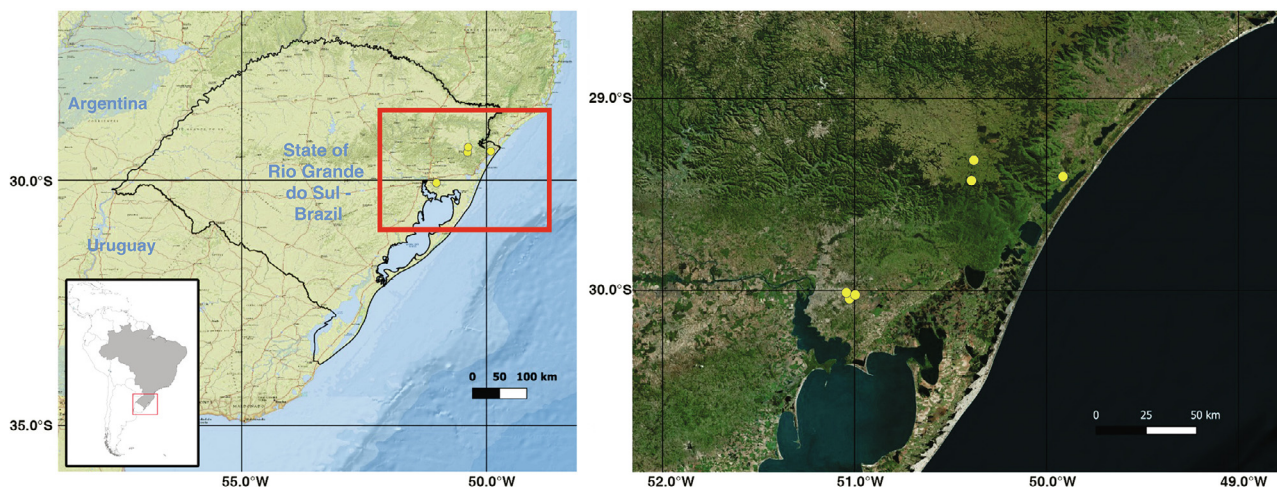 Argentina
State of
Rio Grande
do Sul -
Brazil
Uruguay
30.0°S
35.0°S
0 50 100 km
55.0°W
50.0°W
29.0°S
30.0°S
0 25 50 km
52.0°W
51.0°W
50.0°W
49.0°W